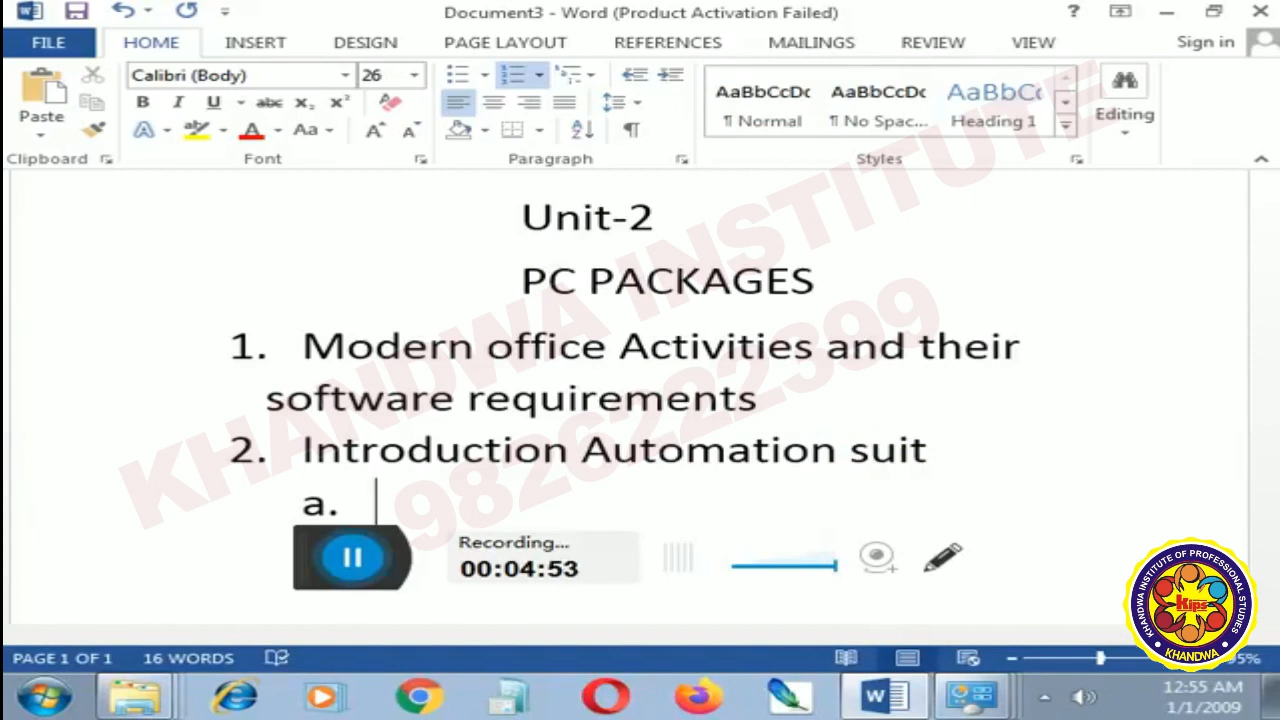 Document3 - Word (Product Activation Failed)
FILE HOME INSERT DESIGN PAGE LAYOUT REFERENCES MAILINGS REVIEW VIEW Sign in
Calibri (Body) 26
AaBbCcDc AaBbCcDc AaBbC
Paste ¶ Normal ¶ No Spac... Heading 1 Editing
Clipboard Font Paragraph Styles
Unit-2
PC PACKAGES
1. Modern office Activities and their
software requirements
2. Introduction Automation suit
a.
KHANDWA INSTITUTE
9826222399
Recording...
00:04:53
KHANDWA INSTITUTE OF PROFESSIONAL STUDIES
Kips
KHANDWA
PAGE 1 OF 1 16 WORDS
12:55 AM
1/1/2009